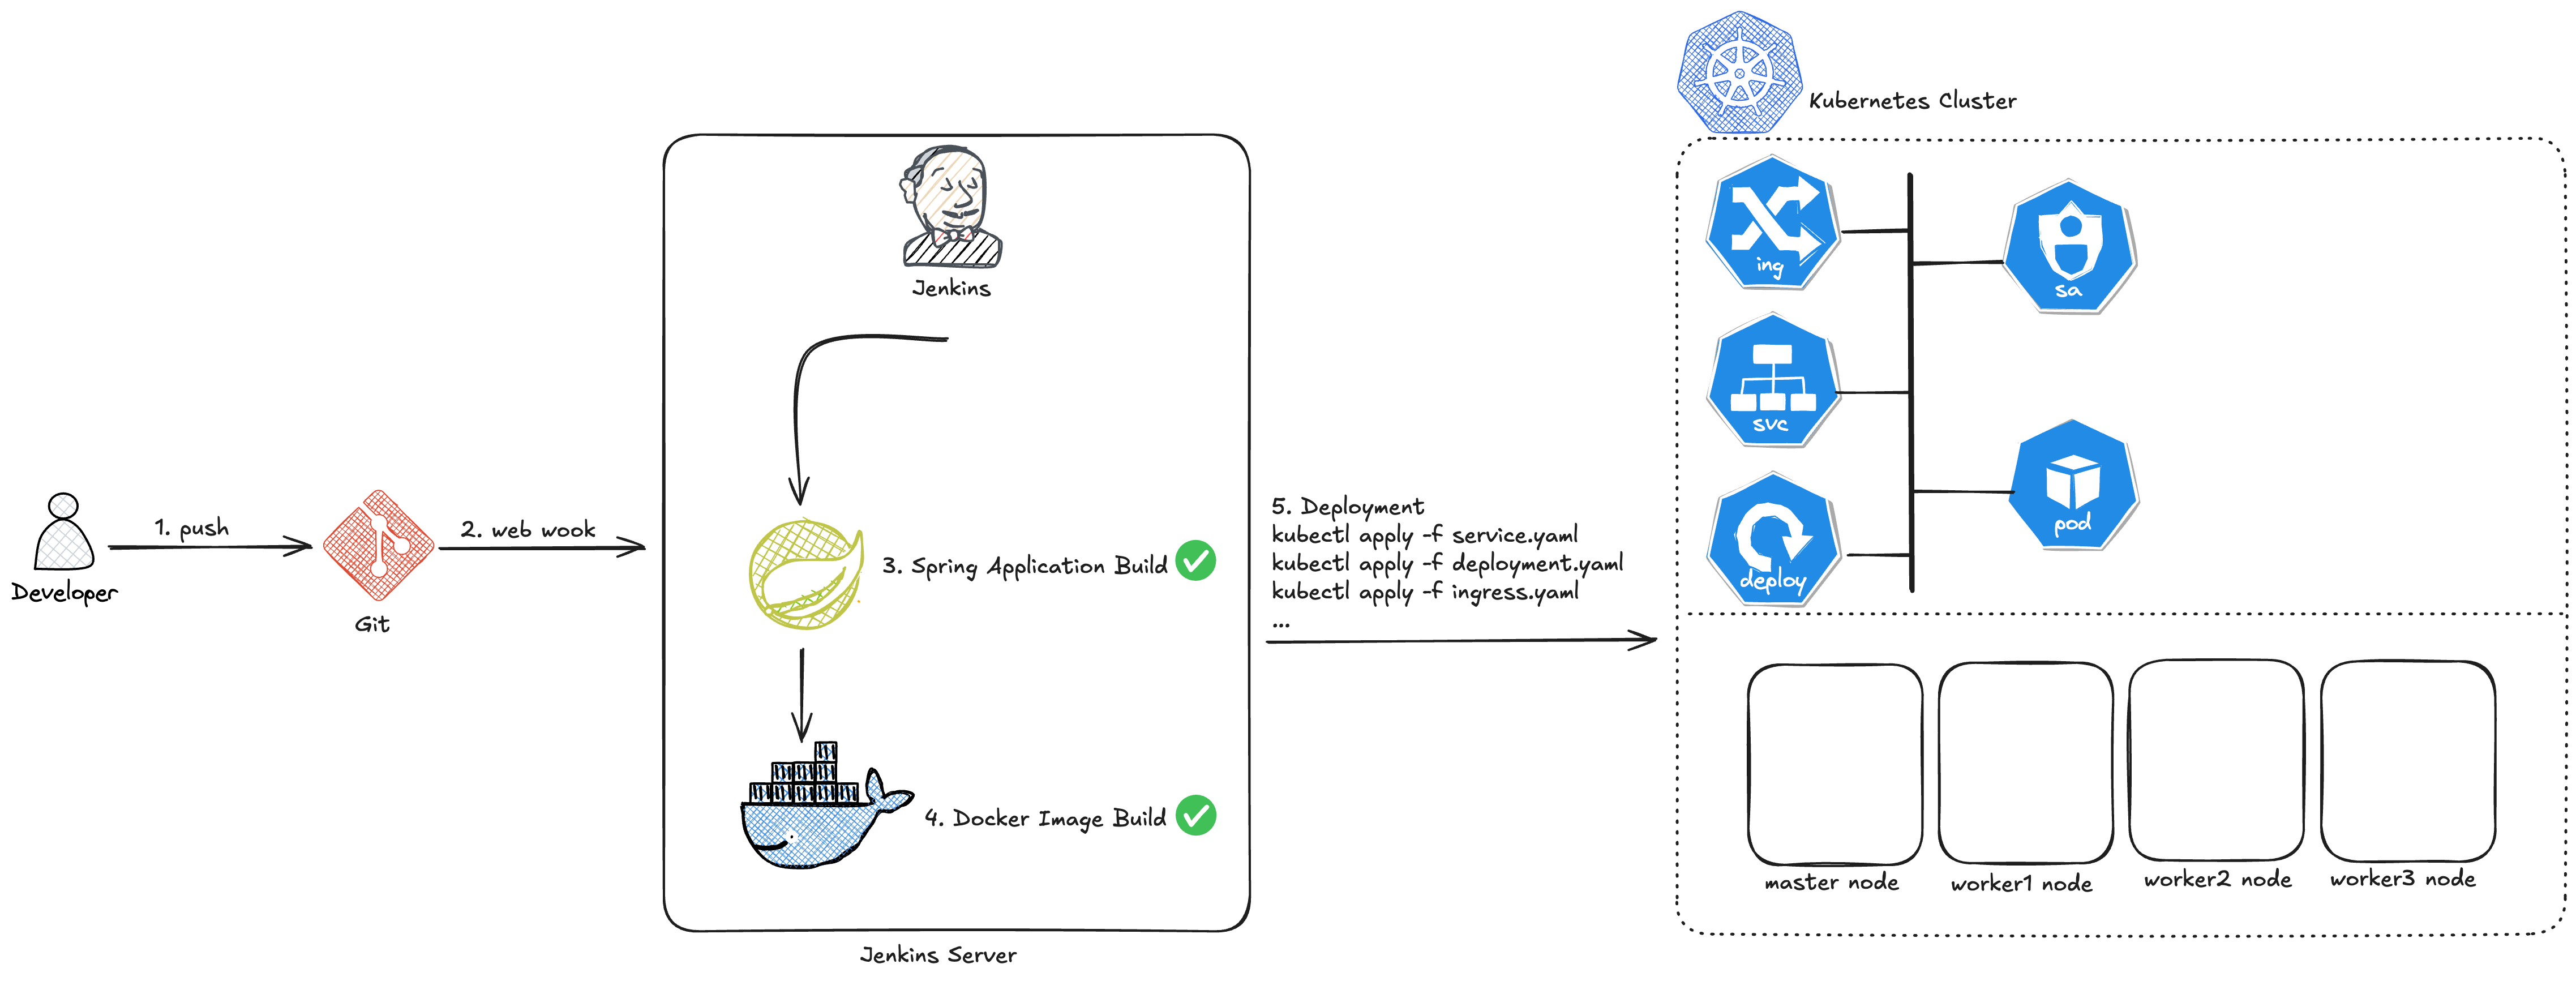 Kubernetes Cluster
ing
sa
Jenkins
svc
1. push
2. web wook
5. Deployment
kubectl apply -f service.yaml
kubectl apply -f deployment.yaml
kubectl apply -f ingress.yaml
...
pod
3. Spring Application Build
deploy
Developer
Git
4. Docker Image Build
master node
worker1 node
worker2 node
worker3 node
Jenkins Server